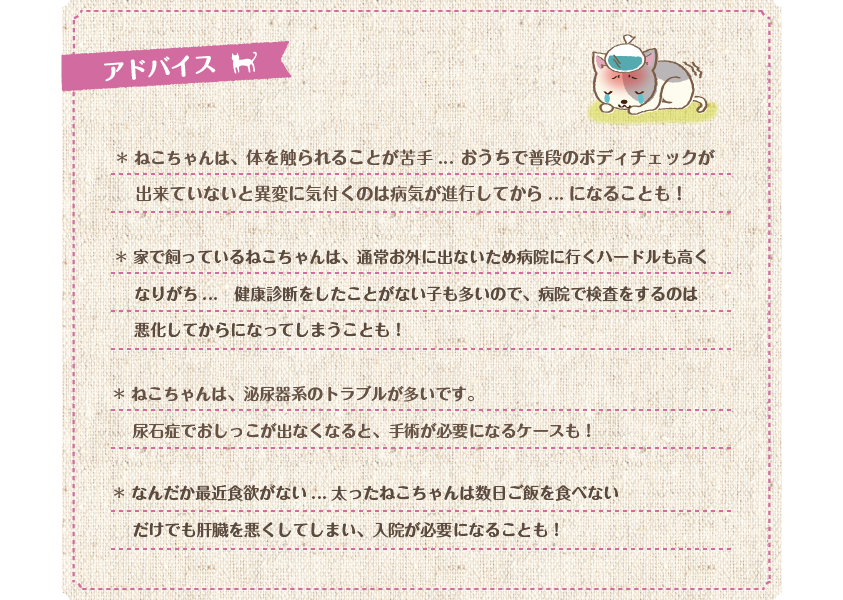 アドバイス
＊ ねこちゃんは、体を触られることが苦手 ... おうちで普段のボディチェックが
出来ていないと異変に気付くのは病気が進行してから ... になることも！
＊ 家で飼っているねこちゃんは、通常お外に出ないため病院に行くハードルも高く
なりがち ...　健康診断をしたことがない子も多いので、病院で検査をするのは
悪化してからになってしまうことも！
＊ ねこちゃんは、泌尿器系のトラブルが多いです。
尿石症でおしっこが出なくなると、手術が必要になるケースも！
＊ なんだか最近食欲がない ... 太ったねこちゃんは数日ご飯を食べない
だけでも肝臓を悪くしてしまい、入院が必要になることも！